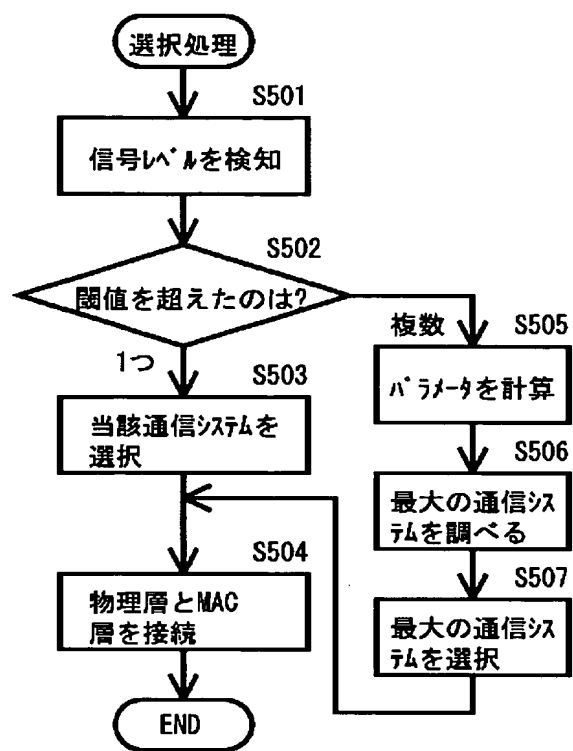 選択処理
S501
信号ﾚﾍﾞﾙを検知
S502
閾値を超えたのは?
1つ
複数
S503
当該通信ｼｽﾃﾑを
選択
S504
物理層とMAC
層を接続
END
S505
ﾊﾟﾗﾒｰﾀを計算
S506
最大の通信ｼｽ
ﾃﾑを調べる
S507
最大の通信ｼｽ
ﾃﾑを選択